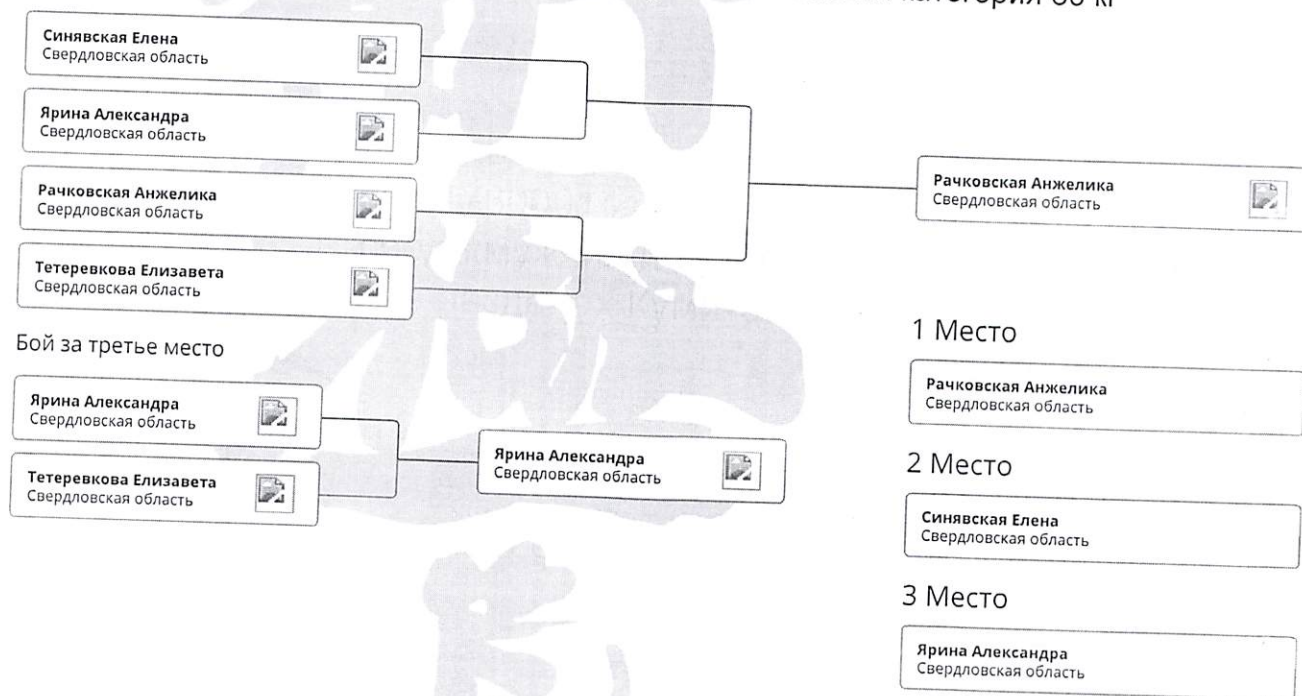 Синявская Елена
Свердловская область
Ярина Александра
Свердловская область
Рачковская Анжелика
Свердловская область
Тетеревкова Елизавета
Свердловская область
Рачковская Анжелика
Свердловская область
Бой за третье место
Ярина Александра
Свердловская область
Тетеревкова Елизавета
Свердловская область
Ярина Александра
Свердловская область
1 Место
Рачковская Анжелика
Свердловская область
2 Место
Синявская Елена
Свердловская область
3 Место
Ярина Александра
Свердловская область